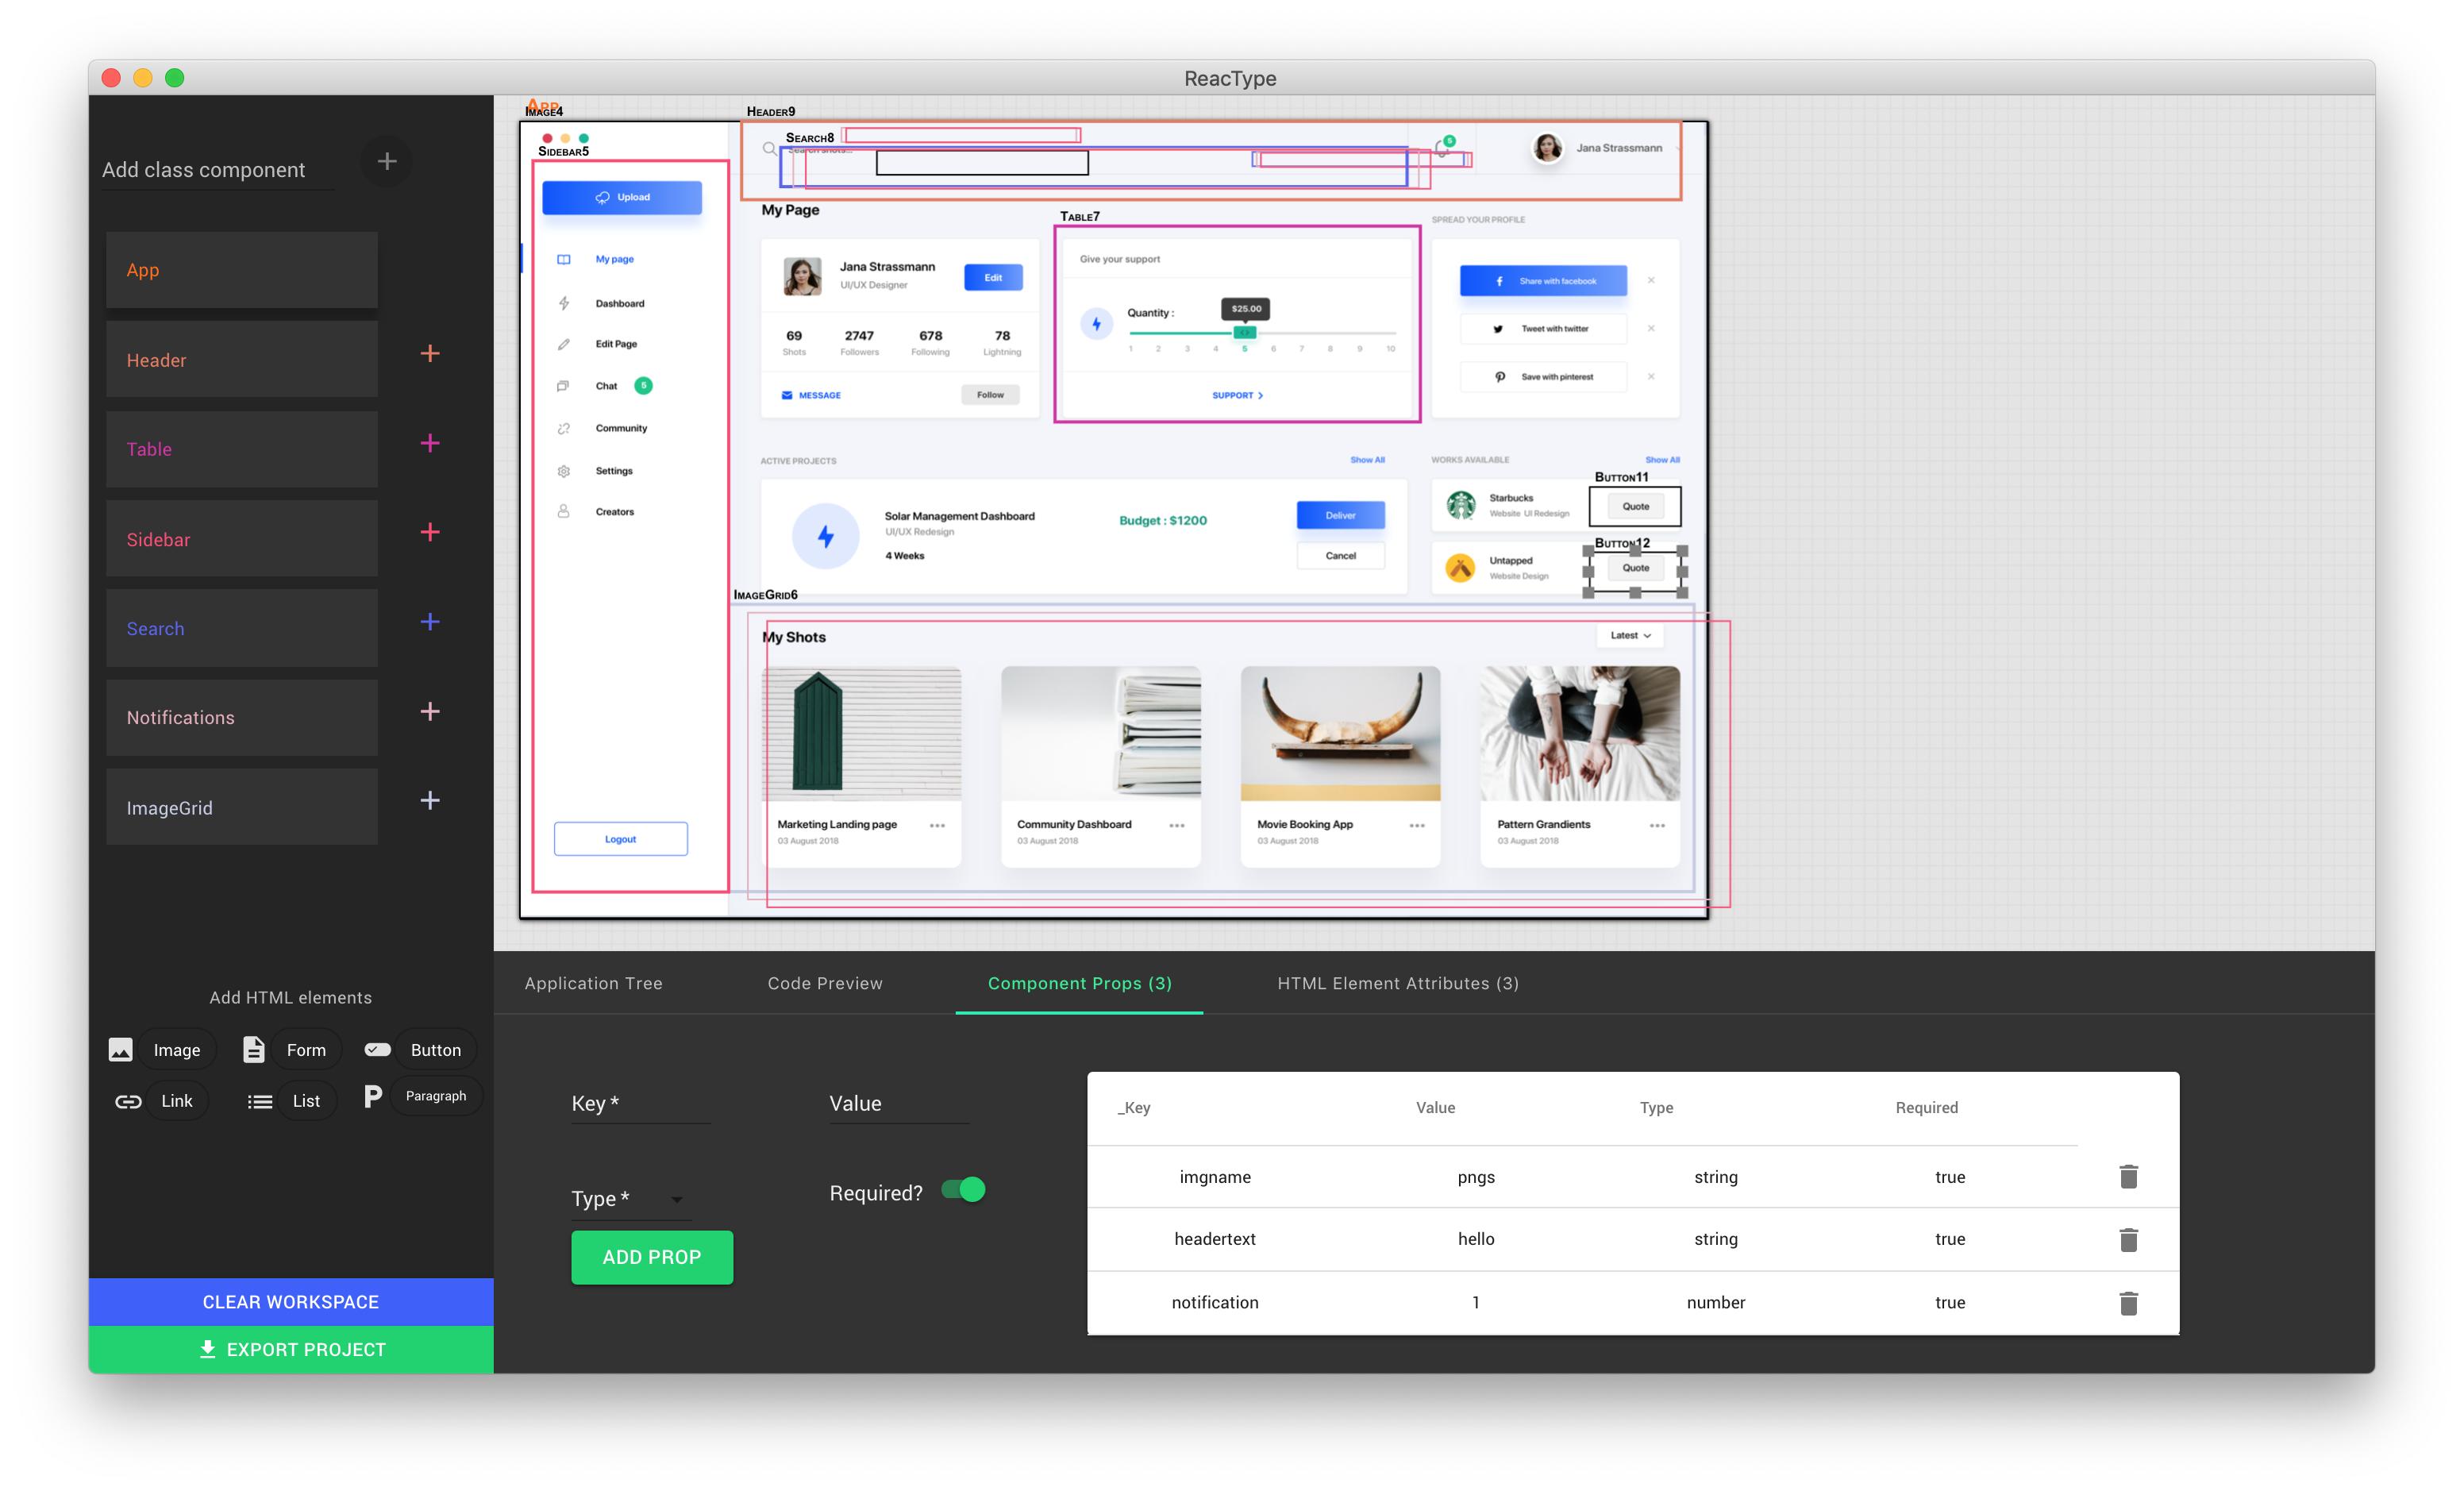 ReacType
Add class component
App
Header
Table
Sidebar
Search
Notifications
ImageGrid
Add HTML elements
Image
Form
Button
Link
List
Paragraph
CLEAR WORKSPACE
EXPORT PROJECT
App
Image4
Header9
Search8
Sidebar5
5
Jana Strassmann
Upload
My page
Dashboard
Edit Page
Chat
5
Community
Settings
Creators
Logout
My Page
Jana Strassmann
UI/UX Designer
Edit
69
2747
678
78
Shots
Followers
Following
Lightning
MESSAGE
Follow
Table7
Give your support
Quantity :
$25.00
1 2 3 4 5 6 7 8 9 10
SUPPORT
SPREAD YOUR PROFILE
Share with facebook
Tweet with twitter
Save with pinterest
ACTIVE PROJECTS
Show All
Solar Management Dashboard
UI/UX Redesign
4 Weeks
Budget : $1200
Deliver
Cancel
WORKS AVAILABLE
Show All
Button11
Starbucks
Website UI Redesign
Quote
Button12
Untapped
Website Design
Quote
ImageGrid6
My Shots
Latest
Marketing Landing page
03 August 2018
Community Dashboard
03 August 2018
Movie Booking App
03 August 2018
Pattern Grandients
03 August 2018
Application Tree
Code Preview
Component Props (3)
HTML Element Attributes (3)
Key *
Value
Type *
Required?
ADD PROP
_Key Value Type Required
imgname pngs string true
headertext hello string true
notification 1 number true